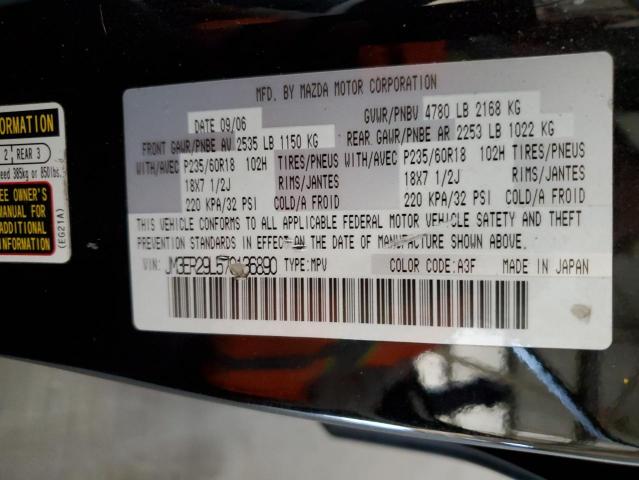 ORMATION
2 REAR 3
eed 385kg or 850lbs.
EE OWNER'S
MANUAL FOR
ADDITIONAL
INFORMATION
(EG21A)
MFD. BY MAZDA MOTOR CORPORATION
DATE 09/06
GVWR/PNBV 4780 LB 2168 KG
FRONT GAWR/PNBE AV 2535 LB 1150 KG
REAR GAWR/PNBE AR 2253 LB 1022 KG
WITH/AVEC P235/60R18 102H TIRES/PNEUS
18X7 1/2J RIMS/JANTES
220 KPA/32 PSI COLD/A FROID
WITH/AVEC P235/60R18 102H TIRES/PNEUS
18X7 1/2J RIMS/JANTES
220 KPA/32 PSI COLD/A FROID
THIS VEHICLE CONFORMS TO ALL APPLICABLE FEDERAL MOTOR VEHICLE SAFETY AND THEFT
PREVENTION STANDARDS IN EFFECT ON THE DATE OF MANUFACTURE SHOWN ABOVE.
VIN: TYPE:MPV COLOR CODE:A3F MADE IN JAPAN